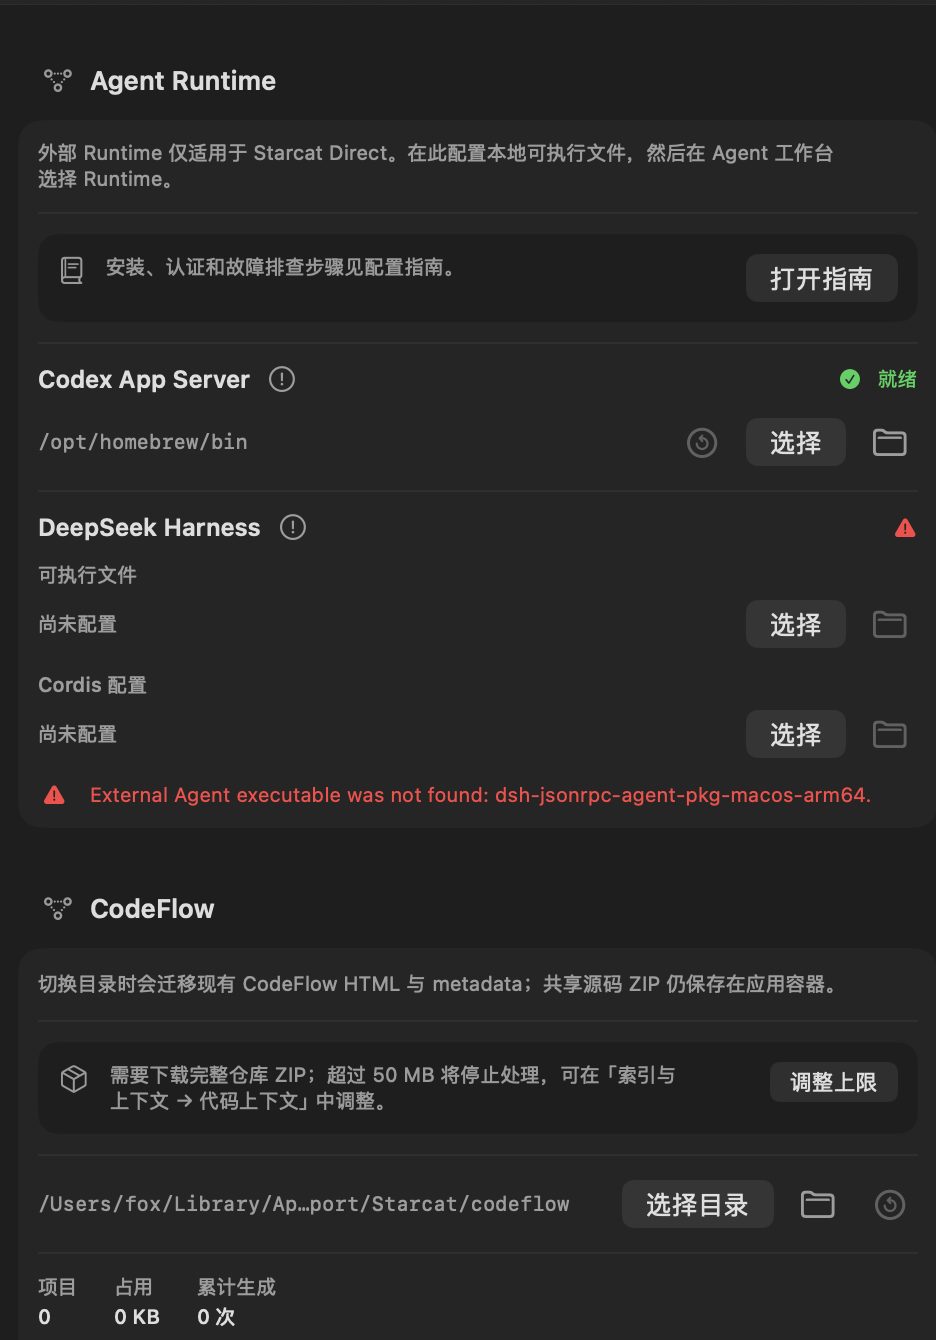 Agent Runtime
外部 Runtime 仅适用于 Starcat Direct。在此配置本地可执行文件，然后在 Agent 工作台
选择 Runtime。
安装、认证和故障排查步骤见配置指南。
打开指南
Codex App Server
就绪
/opt/homebrew/bin
选择
DeepSeek Harness
可执行文件
尚未配置
选择
Cordis 配置
尚未配置
选择
External Agent executable was not found: dsh-jsonrpc-agent-pkg-macos-arm64.
CodeFlow
切换目录时会迁移现有 CodeFlow HTML 与 metadata；共享源码 ZIP 仍保存在应用容器。
需要下载完整仓库 ZIP；超过 50 MB 将停止处理，可在「索引与
上下文 → 代码上下文」中调整。
调整上限
/Users/fox/Library/Ap…port/Starcat/codeflow
选择目录
项目 占用 累计生成
0 0 KB 0 次